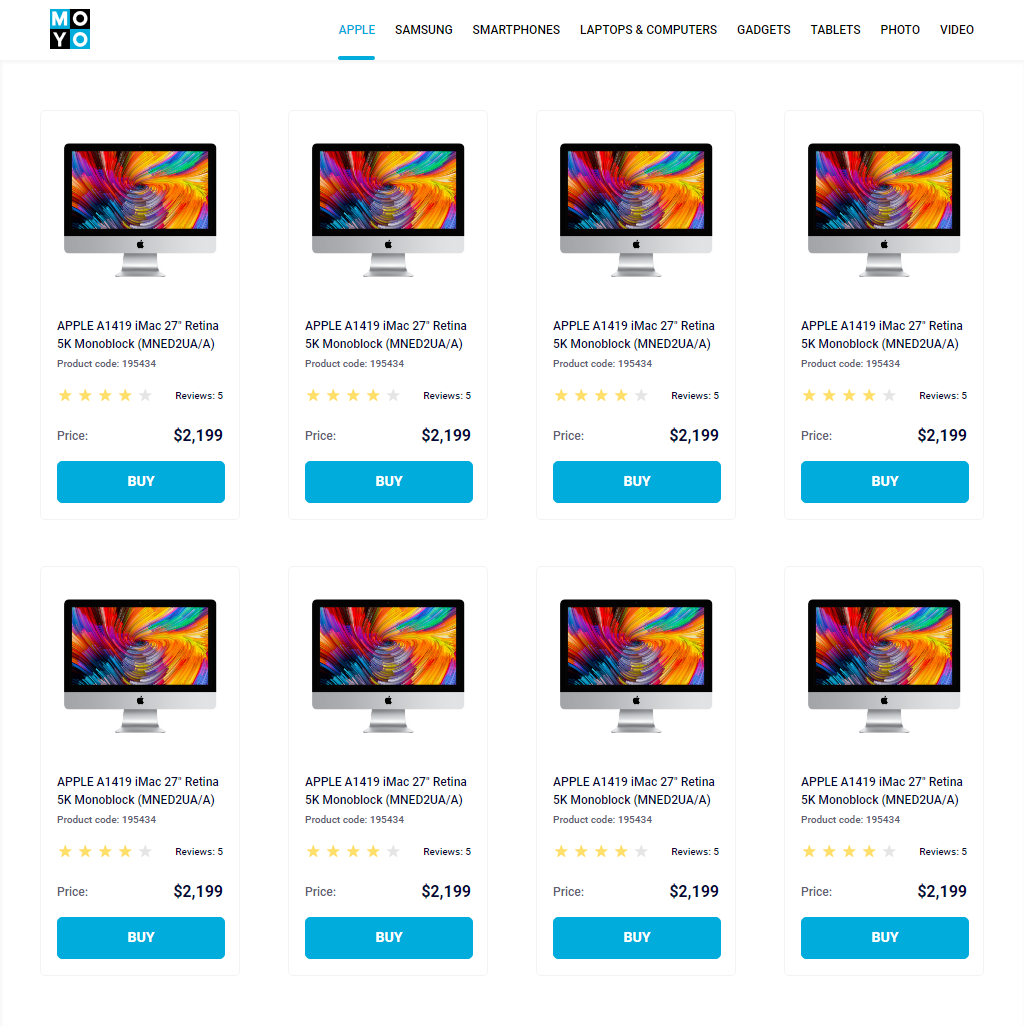 MO
YO
APPLE SAMSUNG SMARTPHONES LAPTOPS & COMPUTERS GADGETS TABLETS PHOTO VIDEO
APPLE A1419 iMac 27" Retina
5K Monoblock (MNED2UA/A)
Product code: 195434
Reviews: 5
Price: $2,199
BUY
APPLE A1419 iMac 27" Retina
5K Monoblock (MNED2UA/A)
Product code: 195434
Reviews: 5
Price: $2,199
BUY
APPLE A1419 iMac 27" Retina
5K Monoblock (MNED2UA/A)
Product code: 195434
Reviews: 5
Price: $2,199
BUY
APPLE A1419 iMac 27" Retina
5K Monoblock (MNED2UA/A)
Product code: 195434
Reviews: 5
Price: $2,199
BUY
APPLE A1419 iMac 27" Retina
5K Monoblock (MNED2UA/A)
Product code: 195434
Reviews: 5
Price: $2,199
BUY
APPLE A1419 iMac 27" Retina
5K Monoblock (MNED2UA/A)
Product code: 195434
Reviews: 5
Price: $2,199
BUY
APPLE A1419 iMac 27" Retina
5K Monoblock (MNED2UA/A)
Product code: 195434
Reviews: 5
Price: $2,199
BUY
APPLE A1419 iMac 27" Retina
5K Monoblock (MNED2UA/A)
Product code: 195434
Reviews: 5
Price: $2,199
BUY